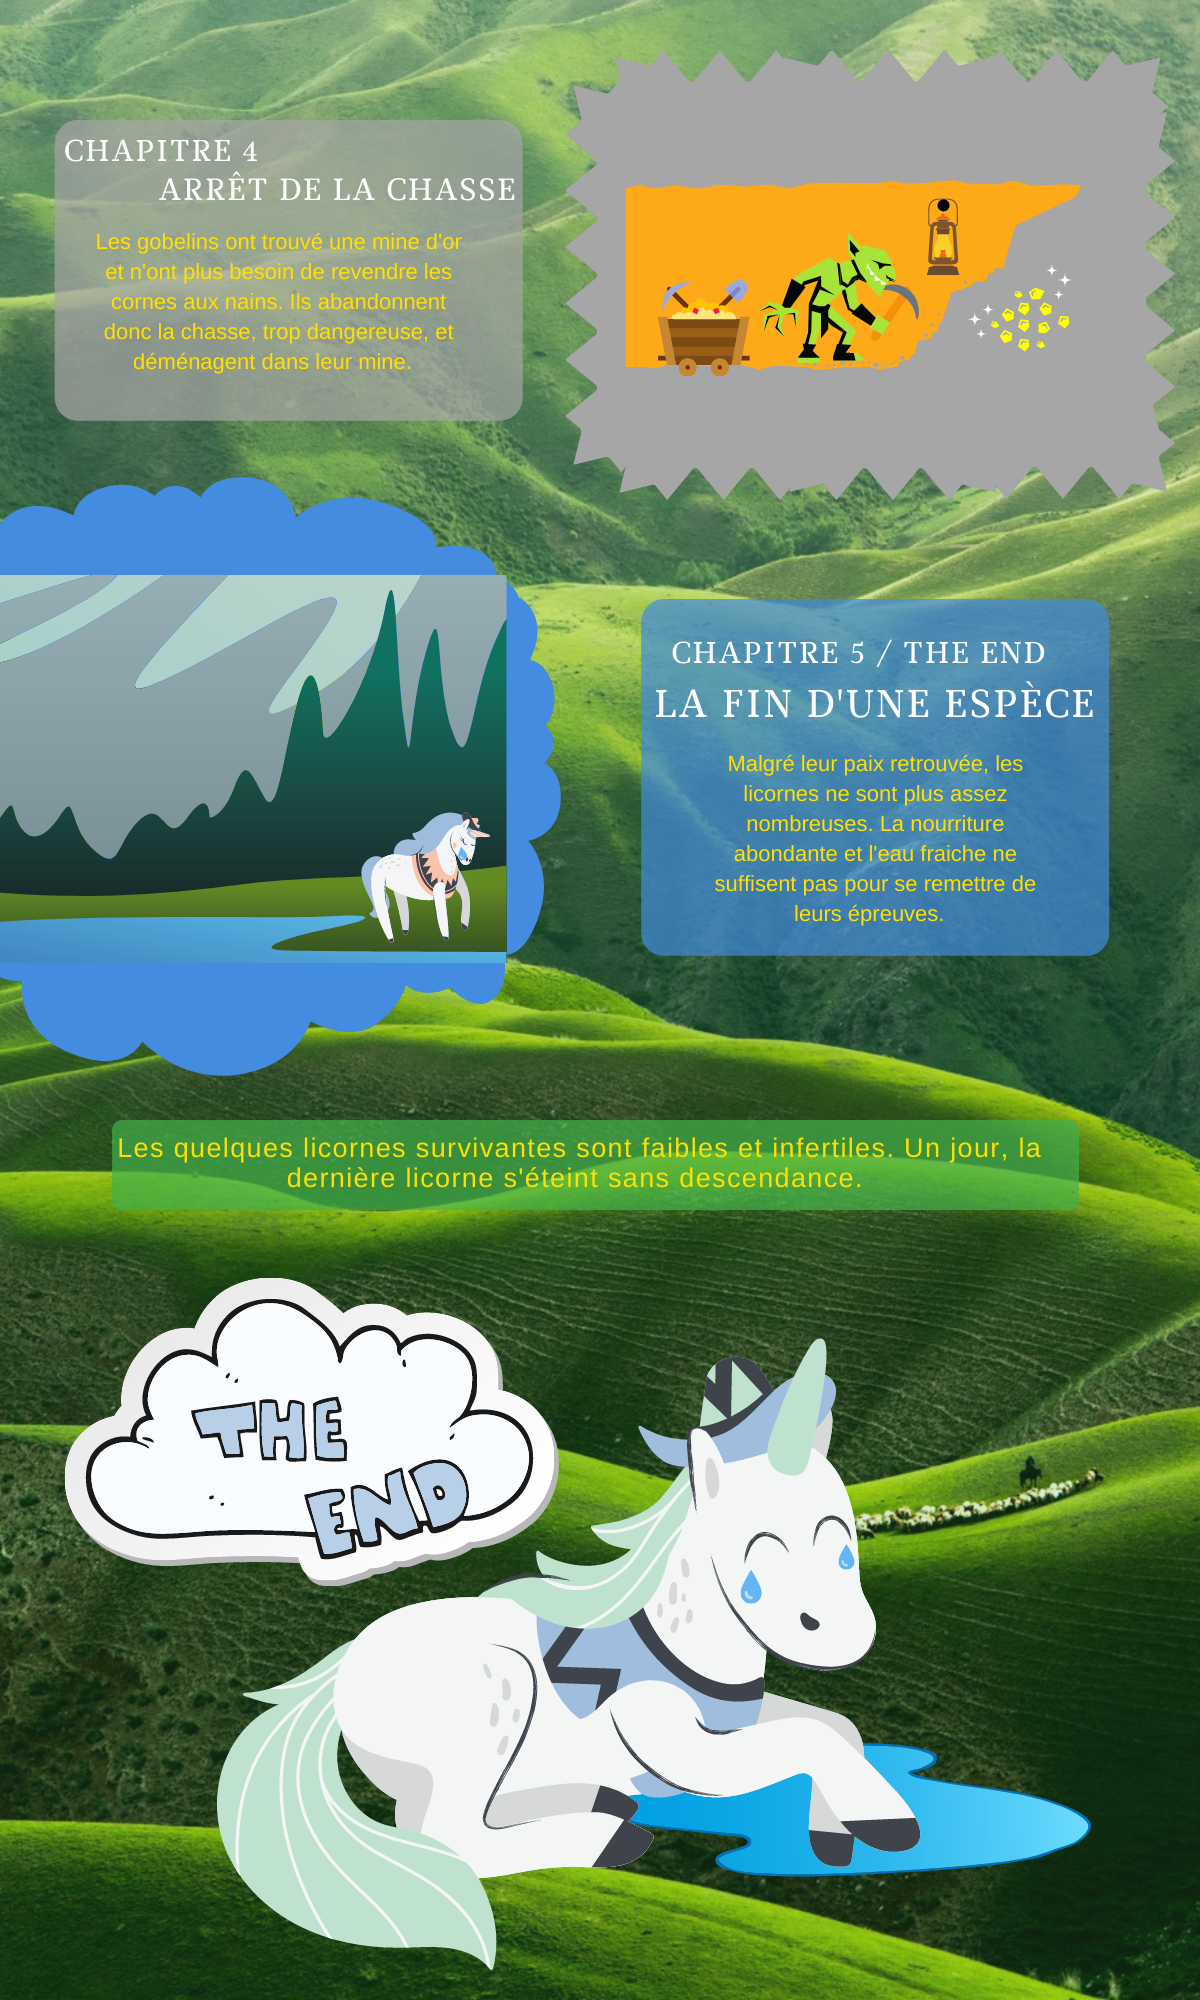 CHAPITRE 4
ARRÊT DE LA CHASSE
Les gobelins ont trouvé une mine d'or
et n'ont plus besoin de revendre les
cornes aux nains. Ils abandonnent
donc la chasse, trop dangereuse, et
déménagent dans leur mine.
CHAPITRE 5 / THE END
LA FIN D'UNE ESPÈCE
Malgré leur paix retrouvée, les
licornes ne sont plus assez
nombreuses. La nourriture
abondante et l'eau fraiche ne
suffisent pas pour se remettre de
leurs épreuves.
Les quelques licornes survivantes sont faibles et infertiles. Un jour, la
dernière licorne s'éteint sans descendance.
THE
END